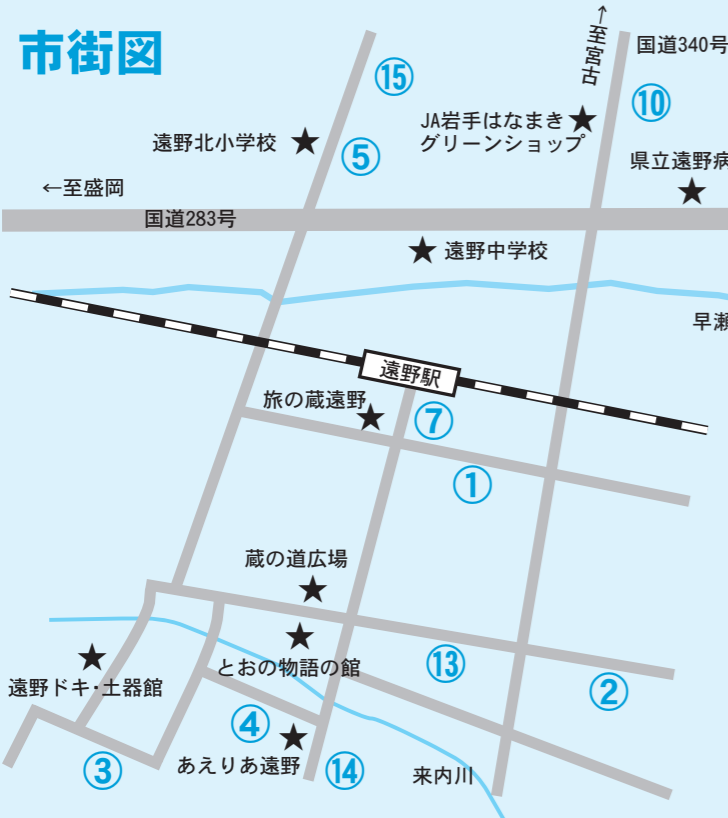 市街図
⑮
↑至宮古
国道340号
⑩
遠野北小学校
⑤
JA岩手はなまき
グリーンショップ
県立遠野病
←至盛岡
国道283号
遠野中学校
早瀬
遠野駅
旅の蔵遠野
⑦
①
蔵の道広場
とおの物語の館
⑬
遠野ドキ・土器館
②
④
③
あえりあ遠野
⑭
来内川